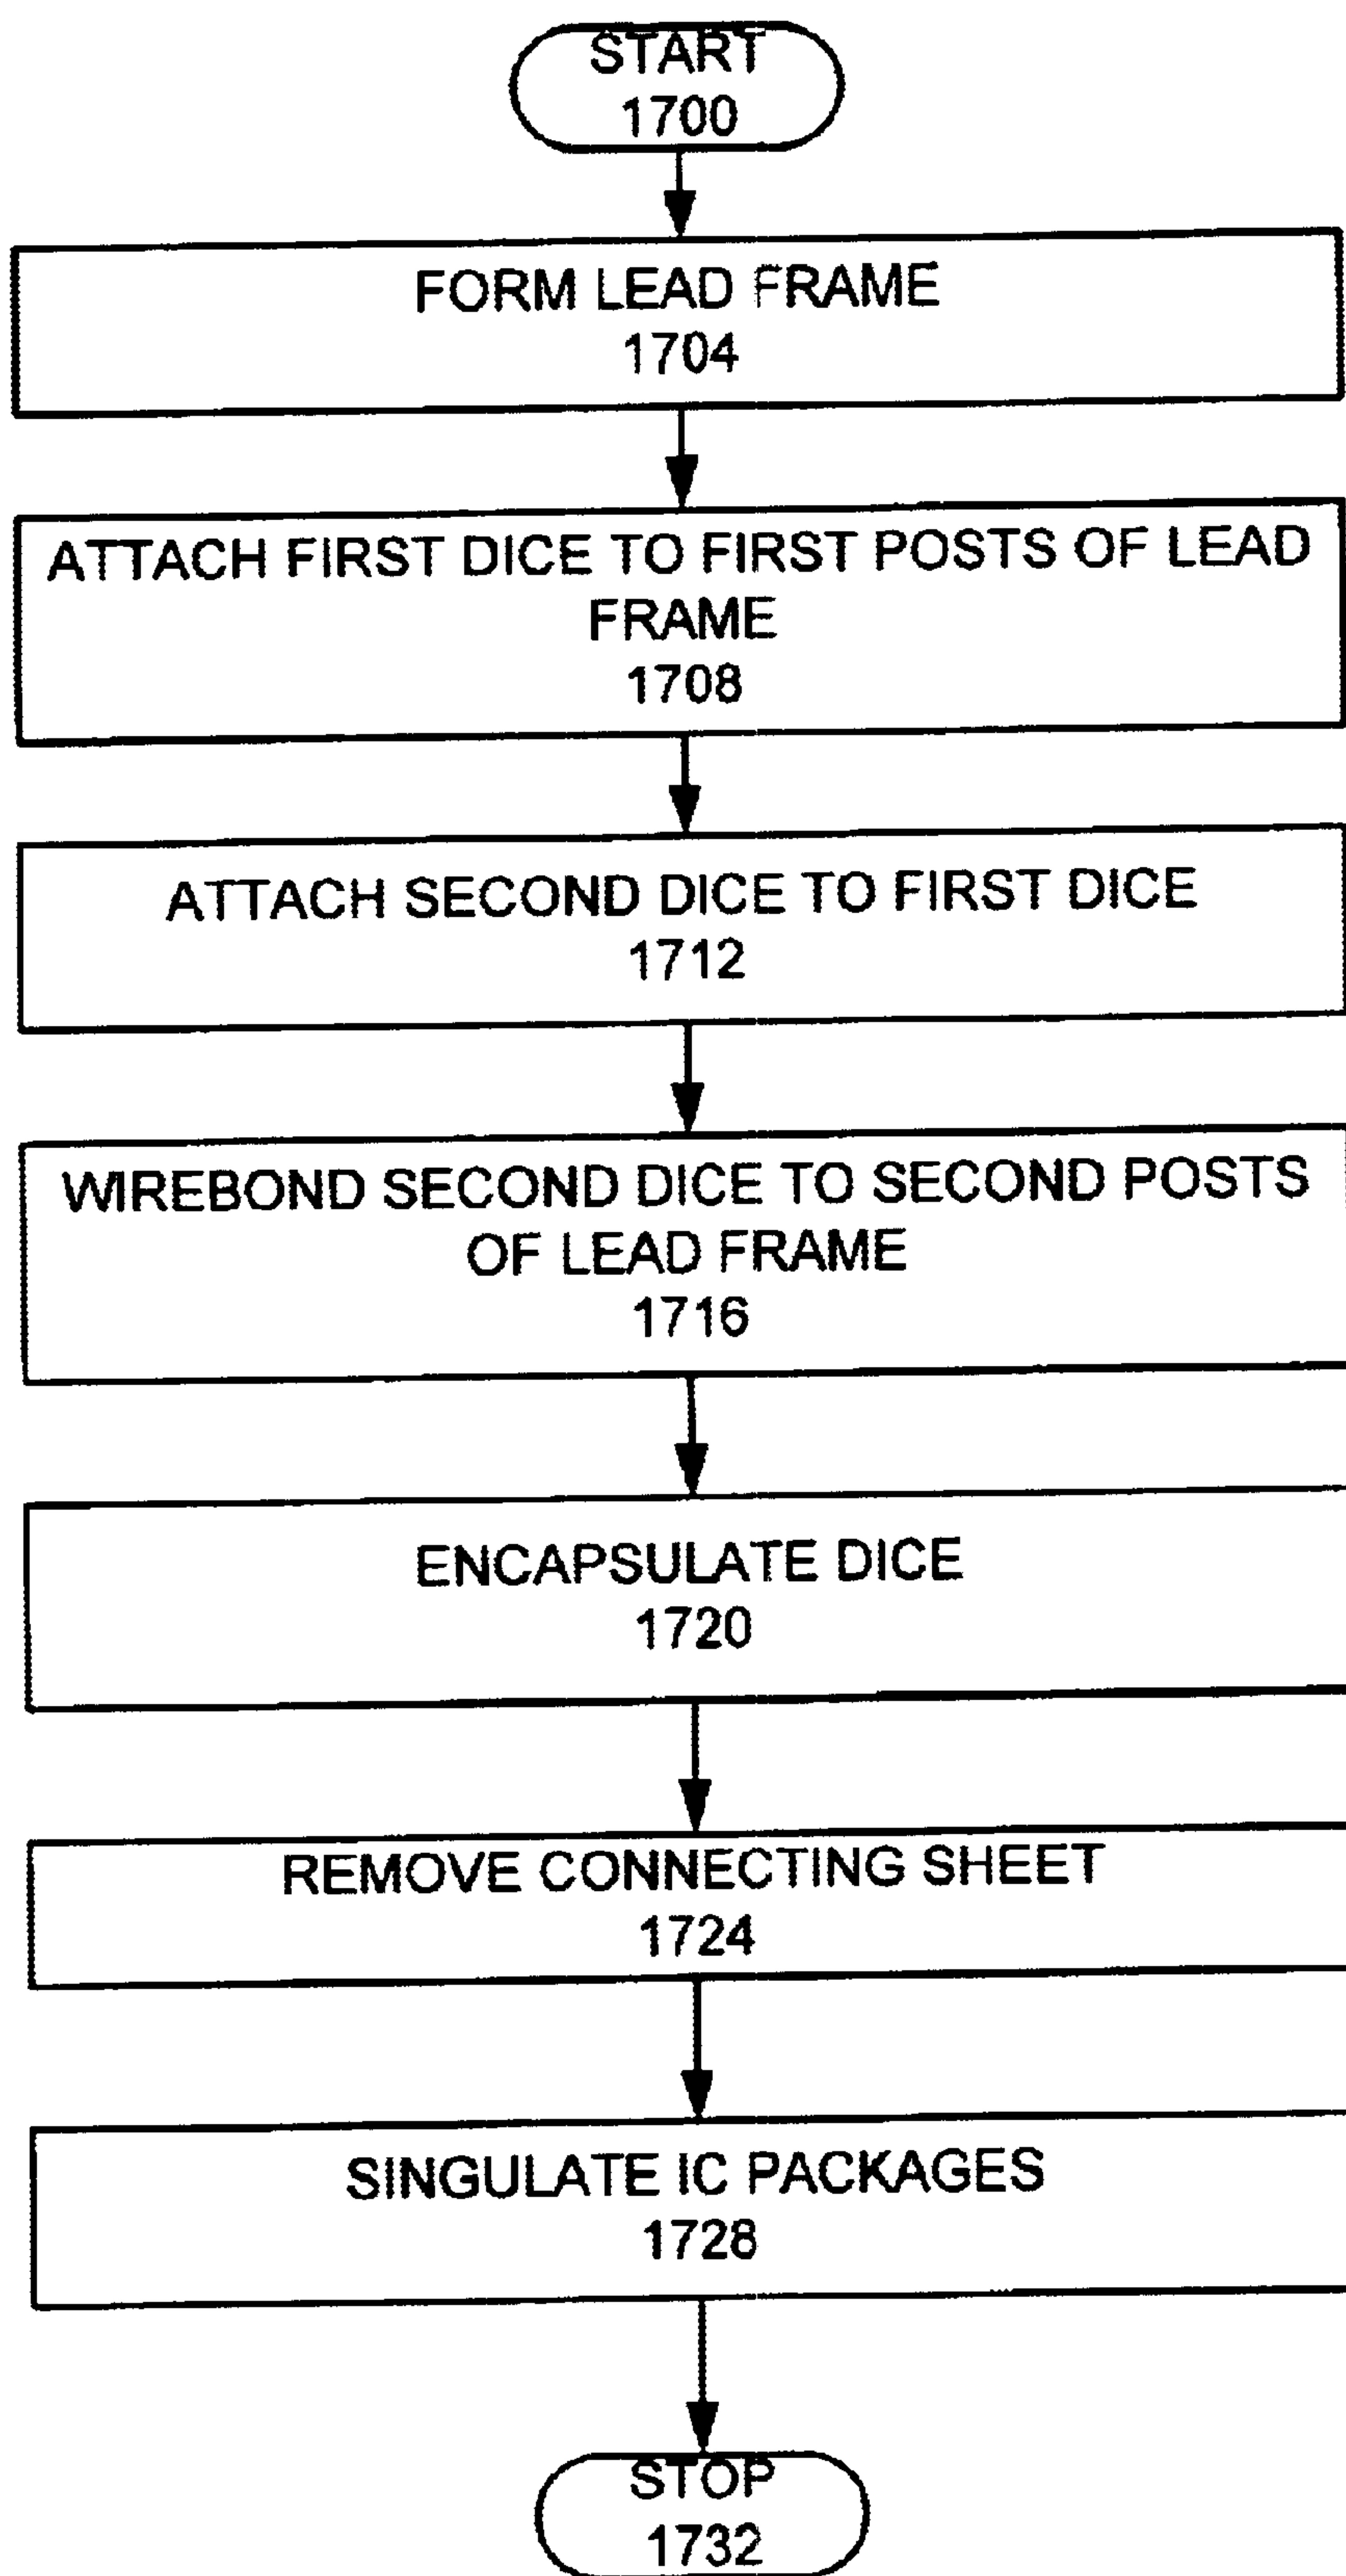 START
1700
FORM LEAD FRAME
1704
ATTACH FIRST DICE TO FIRST POSTS OF LEAD
FRAME
1708
ATTACH SECOND DICE TO FIRST DICE
1712
WIREBOND SECOND DICE TO SECOND POSTS
OF LEAD FRAME
1716
ENCAPSULATE DICE
1720
REMOVE CONNECTING SHEET
1724
SINGULATE IC PACKAGES
1728
STOP
1732